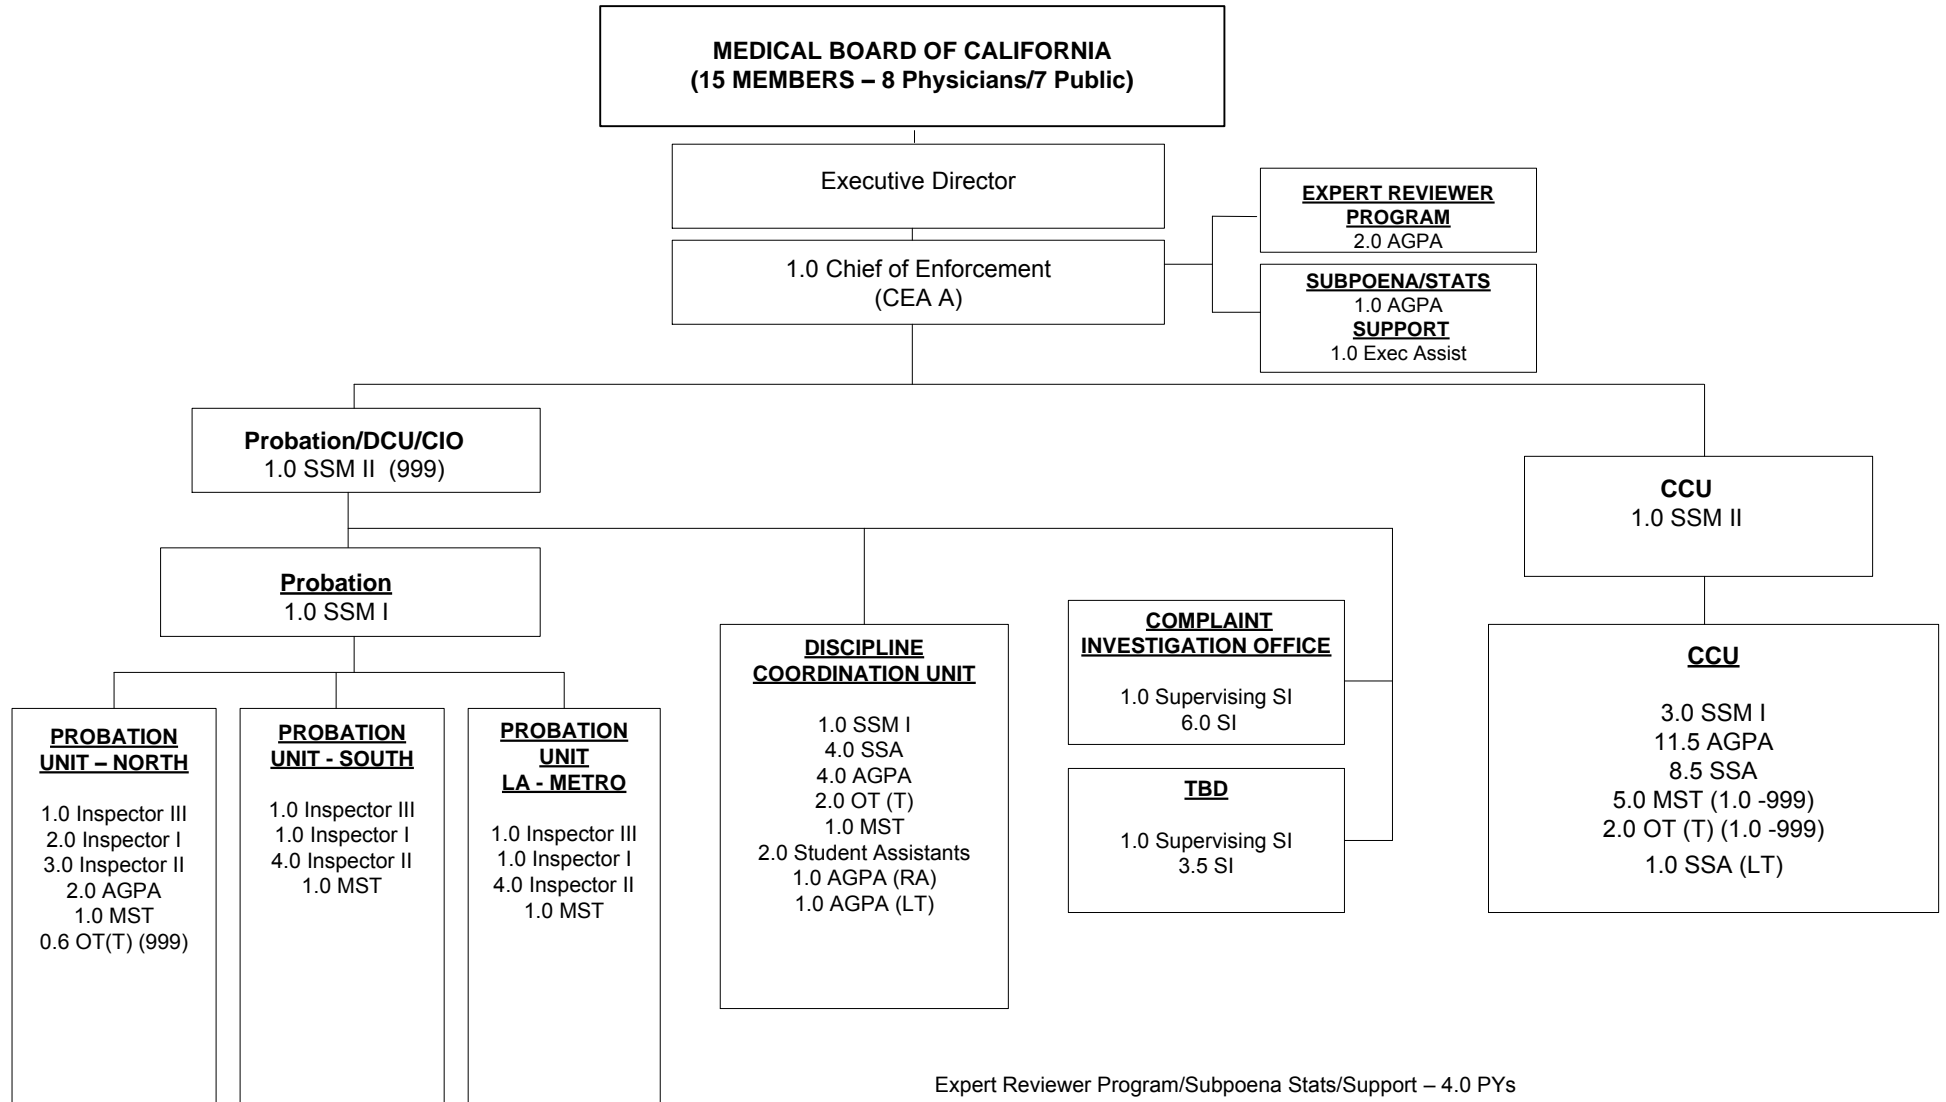 MEDICAL BOARD OF CALIFORNIA
(15 MEMBERS – 8 Physicians/7 Public)
Executive Director
1.0 Chief of Enforcement
(CEA A)
EXPERT REVIEWER
PROGRAM
2.0 AGPA
SUBPOENA/STATS
1.0 AGPA
SUPPORT
1.0 Exec Assist
Probation/DCU/CIO
1.0 SSM II (999)
CCU
1.0 SSM II
Probation
1.0 SSM I
PROBATION
UNIT – NORTH
1.0 Inspector III
2.0 Inspector I
3.0 Inspector II
2.0 AGPA
1.0 MST
0.6 OT(T) (999)
PROBATION
UNIT - SOUTH
1.0 Inspector III
1.0 Inspector I
4.0 Inspector II
1.0 MST
PROBATION
UNIT
LA - METRO
1.0 Inspector III
1.0 Inspector I
4.0 Inspector II
1.0 MST
DISCIPLINE
COORDINATION UNIT
1.0 SSM I
4.0 SSA
4.0 AGPA
2.0 OT (T)
1.0 MST
2.0 Student Assistants
1.0 AGPA (RA)
1.0 AGPA (LT)
COMPLAINT
INVESTIGATION OFFICE
1.0 Supervising SI
6.0 SI
TBD
1.0 Supervising SI
3.5 SI
CCU
3.0 SSM I
11.5 AGPA
8.5 SSA
5.0 MST (1.0 -999)
2.0 OT (T) (1.0 -999)
1.0 SSA (LT)
Expert Reviewer Program/Subpoena Stats/Support – 4.0 PYs